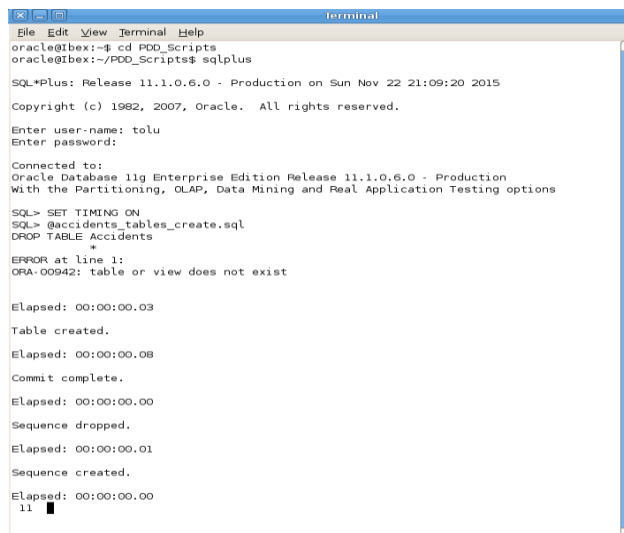 Terminal
File Edit View Terminal Help
oracle@Ibex:~$ cd PDD_Scripts
oracle@Ibex:~/PDD_Scripts$ sqlplus
SQL*Plus: Release 11.1.0.6.0 - Production on Sun Nov 22 21:09:20 2015
Copyright (c) 1982, 2007, Oracle.  All rights reserved.
Enter user-name: tolu
Enter password:
Connected to:
Oracle Database 11g Enterprise Edition Release 11.1.0.6.0 - Production
With the Partitioning, OLAP, Data Mining and Real Application Testing options
SQL> SET TIMING ON
SQL> @accidents_tables_create.sql
DROP TABLE Accidents
*
ERROR at line 1:
ORA-00942: table or view does not exist
Elapsed: 00:00:00.03
Table created.
Elapsed: 00:00:00.08
Commit complete.
Elapsed: 00:00:00.00
Sequence dropped.
Elapsed: 00:00:00.01
Sequence created.
Elapsed: 00:00:00.00
11